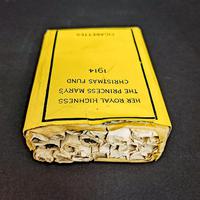 HER ROYAL HIGHNESS
THE PRINCESS MARY'S
CHRISTMAS FUND
1914
CIGARETTES